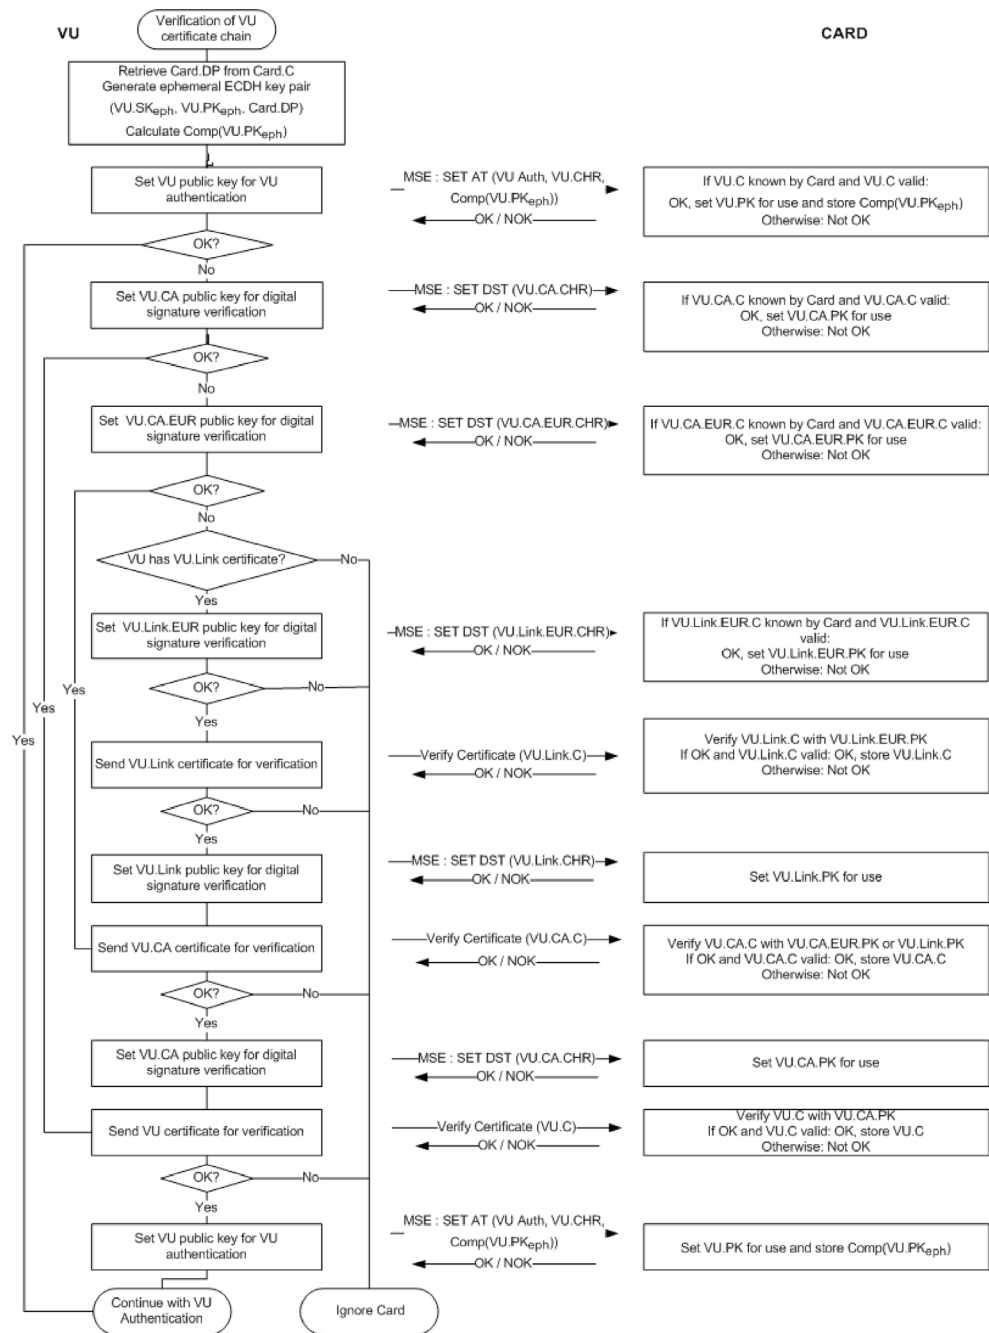 VU
Verification of VU
certificate chain
CARD
Retrieve Card.DP from Card.C
Generate ephemeral ECDH key pair
(VU.SKeph, VU.PKeph, Card.DP)
Calculate Comp(VU.PKeph)
Set VU public key for VU
authentication
MSE : SET AT (VU Auth, VU.CHR,
Comp(VU.PKeph))
OK / NOK
If VU.C known by Card and VU.C valid:
OK, set VU.PK for use and store Comp(VU.PKeph)
Otherwise: Not OK
OK?
No
Set VU.CA public key for digital
signature verification
MSE : SET DST (VU.CA.CHR)
OK / NOK
If VU.CA.C known by Card and VU.CA.C valid:
OK, set VU.CA.PK for use
Otherwise: Not OK
OK?
No
Set VU.CA.EUR public key for digital
signature verification
MSE : SET DST (VU.CA.EUR.CHR)
OK / NOK
If VU.CA.EUR.C known by Card and VU.CA.EUR.C valid:
OK, set VU.CA.EUR.PK for use
Otherwise: Not OK
OK?
No
VU has VU.Link certificate?
No
Yes
Set VU.Link.EUR public key for digital
signature verification
MSE : SET DST (VU.Link.EUR.CHR)
OK / NOK
If VU.Link.EUR.C known by Card and VU.Link.EUR.C
valid:
OK, set VU.Link.EUR.PK for use
Otherwise: Not OK
OK?
No
Yes
Yes
Yes
Yes
Send VU.Link certificate for verification
Verify Certificate (VU.Link.C)
OK / NOK
Verify VU.Link.C with VU.Link.EUR.PK
If OK and VU.Link.C valid: OK, store VU.Link.C
Otherwise: Not OK
OK?
No
Yes
Set VU.Link public key for digital
signature verification
MSE : SET DST (VU.Link.CHR)
OK / NOK
Set VU.Link.PK for use
Send VU.CA certificate for verification
Verify Certificate (VU.CA.C)
OK / NOK
Verify VU.CA.C with VU.CA.EUR.PK or VU.Link.PK
If OK and VU.CA.C valid: OK, store VU.CA.C
Otherwise: Not OK
OK?
No
Yes
Set VU.CA public key for digital
signature verification
MSE : SET DST (VU.CA.CHR)
OK / NOK
Set VU.CA.PK for use
Send VU certificate for verification
Verify Certificate (VU.C)
OK / NOK
Verify VU.C with VU.CA.PK
If OK and VU.C valid: OK, store VU.C
Otherwise: Not OK
OK?
No
Yes
Set VU public key for VU
authentication
MSE : SET AT (VU Auth, VU.CHR,
Comp(VU.PKeph))
OK / NOK
Set VU.PK for use and store Comp(VU.PKeph)
Continue with VU
Authentication
Ignore Card